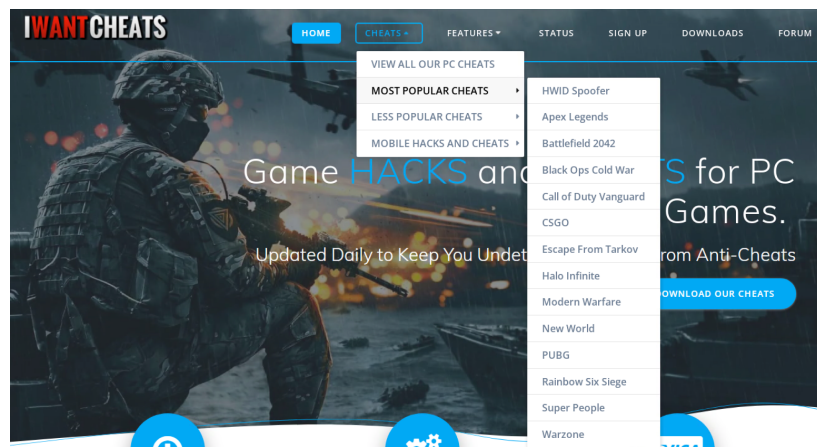 IWANTCHEATS
HOME
CHEATS
FEATURES
STATUS
SIGN UP
DOWNLOADS
FORUM
VIEW ALL OUR PC CHEATS
MOST POPULAR CHEATS
LESS POPULAR CHEATS
MOBILE HACKS AND CHEATS
HWID Spoofer
Apex Legends
Battlefield 2042
Black Ops Cold War
Call of Duty Vanguard
CSGO
Escape From Tarkov
Halo Infinite
Modern Warfare
New World
PUBG
Rainbow Six Siege
Super People
Warzone
Game HACKS and S for PC
Games.
Updated Daily to Keep You Undet rom Anti-Cheats
OWNLOAD OUR CHEATS